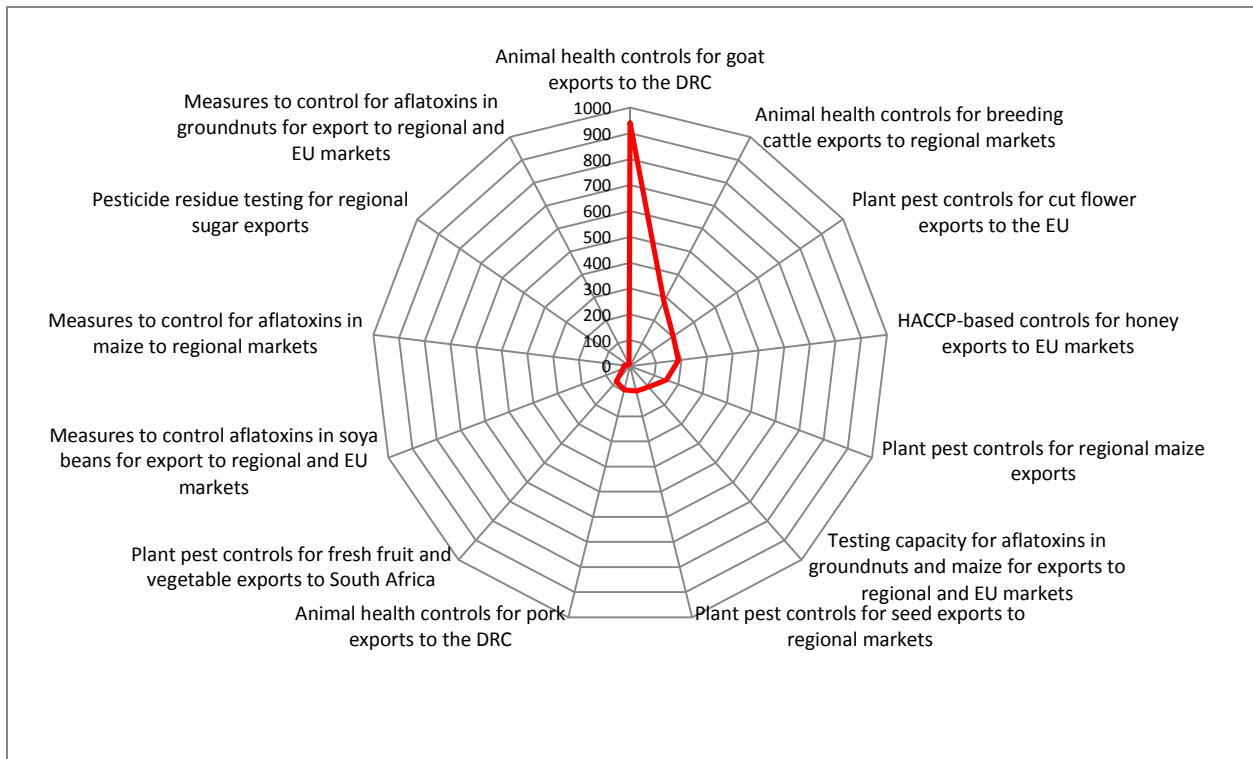 Animal health controls for goat
exports to the DRC
Measures to control for aflatoxins in
groundnuts for export to regional and
EU markets
Animal health controls for breeding
cattle exports to regional markets
Pesticide residue testing for regional
sugar exports
Plant pest controls for cut flower
exports to the EU
Measures to control for aflatoxins in
maize to regional markets
HACCP-based controls for honey
exports to EU markets
Measures to control aflatoxins in soya
beans for export to regional and EU
markets
Plant pest controls for regional maize
exports
Plant pest controls for fresh fruit and
vegetable exports to South Africa
Testing capacity for aflatoxins in
groundnuts and maize for exports to
regional and EU markets
Animal health controls for pork
exports to the DRC
Plant pest controls for seed exports to
regional markets
1000
900
800
700
600
500
400
300
200
100
0